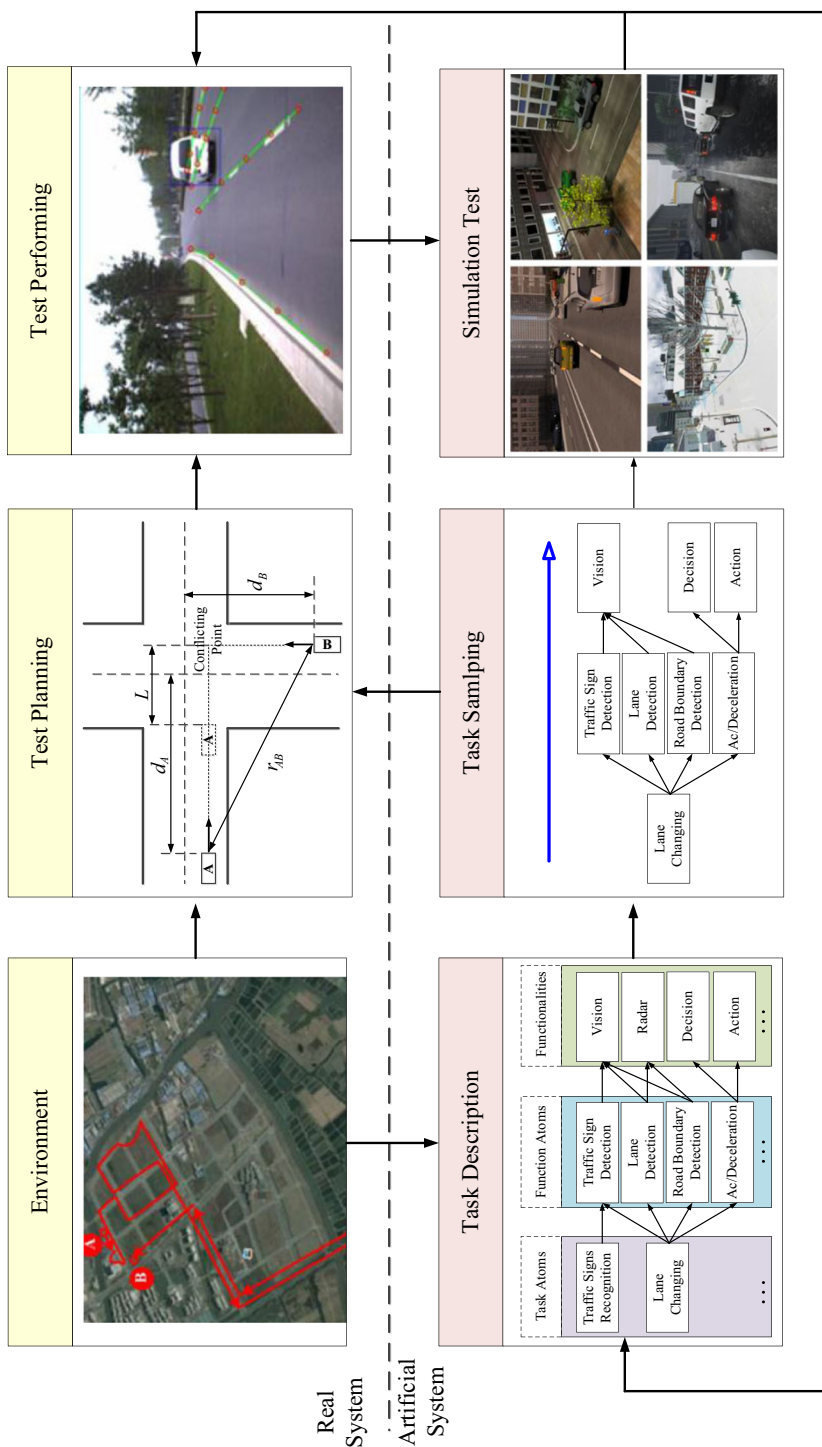 Environment
A
B
Test Planning
d_A
L
A
A
Conflicting
Point
r_AB
d_B
B
Test Performing
Real
System
Artificial
System
Task Description
Task Atoms
Traffic Signs
Recognition
Lane
Changing
...
Function Atoms
Traffic Sign
Detection
Lane
Detection
Road Boundary
Detection
Ac/Deceleration
...
Functionalities
Vision
Radar
Decision
Action
...
Task Samlping
Lane
Changing
Traffic Sign
Detection
Lane
Detection
Road Boundary
Detection
Ac/Deceleration
Vision
Decision
Action
Simulation Test